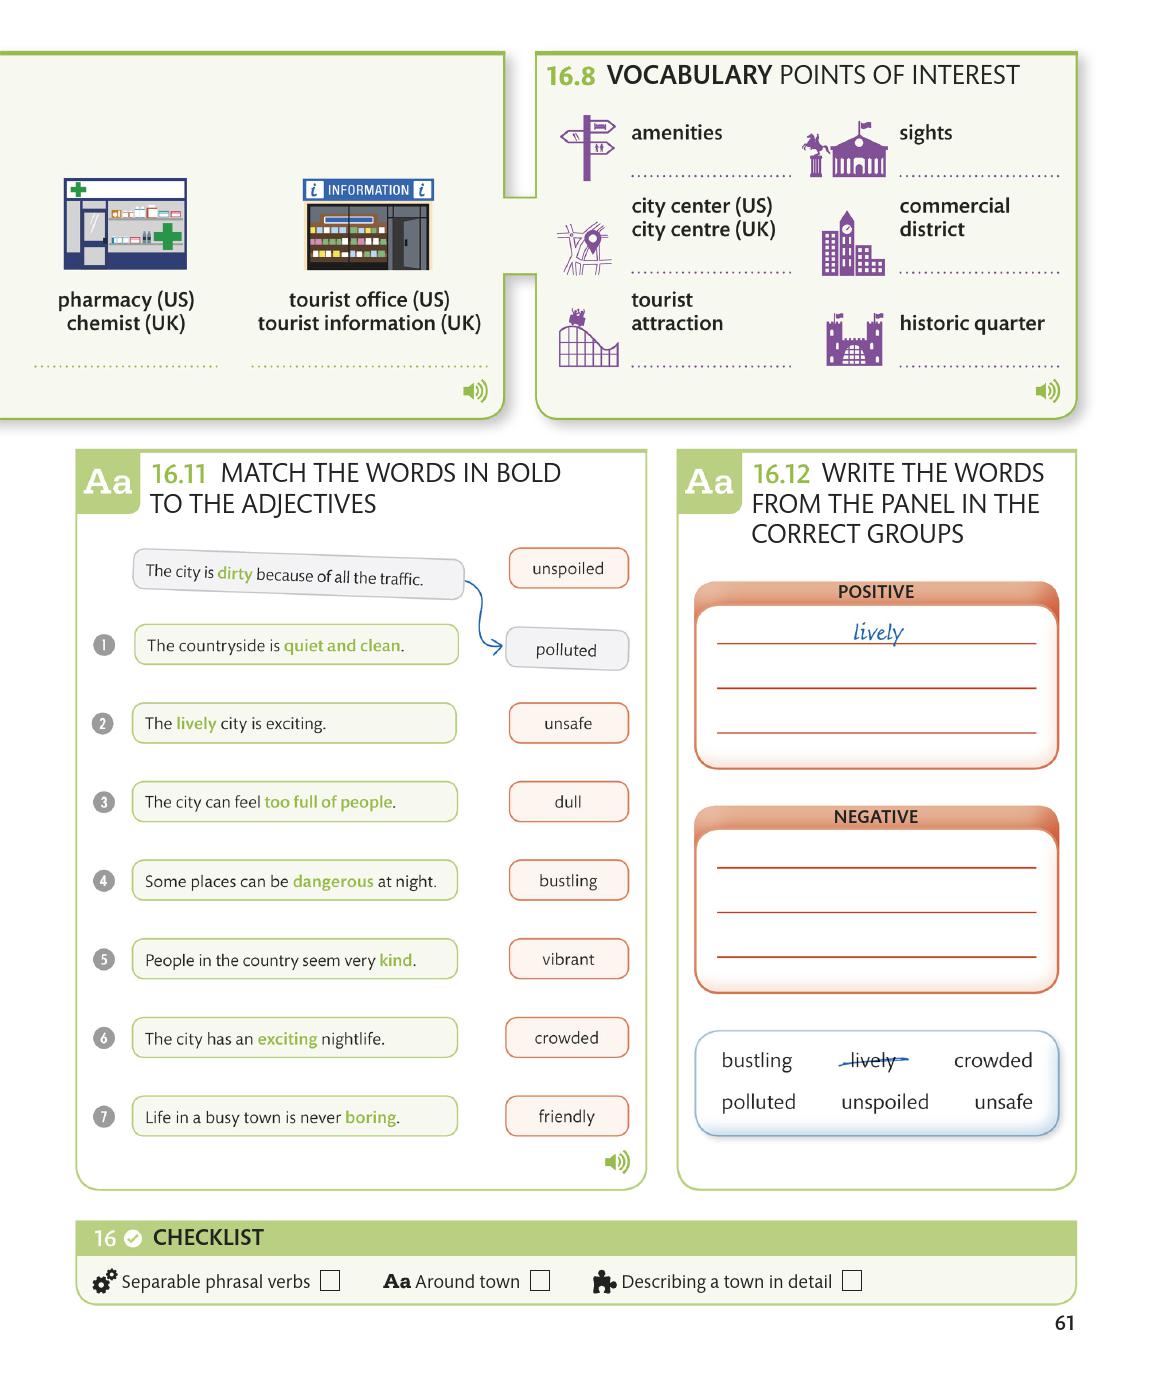 INFORMATION
pharmacy (US)
chemist (UK)
tourist office (US)
tourist information (UK)
16.8 VOCABULARY POINTS OF INTEREST
amenities
sights
city center (US)
city centre (UK)
commercial
district
tourist
attraction
historic quarter
Aa
16.11 MATCH THE WORDS IN BOLD
TO THE ADJECTIVES
The city is dirty because of all the traffic.
unspoiled
1 The countryside is quiet and clean.
polluted
2 The lively city is exciting.
unsafe
3 The city can feel too full of people.
dull
4 Some places can be dangerous at night.
bustling
5 People in the country seem very kind.
vibrant
6 The city has an exciting nightlife.
crowded
7 Life in a busy town is never boring.
friendly
Aa
16.12 WRITE THE WORDS
FROM THE PANEL IN THE
CORRECT GROUPS
POSITIVE
lively
NEGATIVE
bustling lively crowded
polluted unspoiled unsafe
16 CHECKLIST
Separable phrasal verbs Aa Around town Describing a town in detail
61